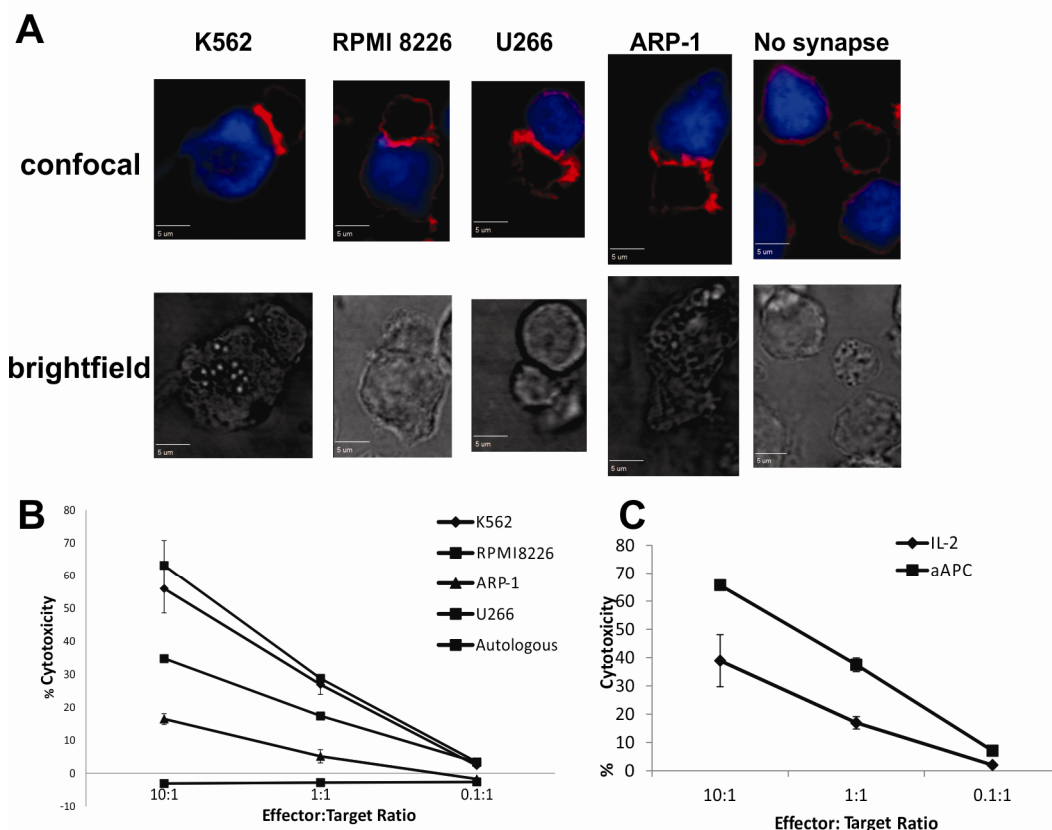 A
K562 RPMI 8226 U266 ARP-1 No synapse
confocal
5 um 5 um 5 um 5 um 5 um
brightfield
5 um 5 um 5 um 5 um 5 um
B
% Cytotoxicity
80
70
60
50
40
30
20
10
0
-10
10:1 1:1 0.1:1
Effector:Target Ratio
K562
RPMI8226
ARP-1
U266
Autologous
C
% Cytotoxicity
80
70
60
50
40
30
20
10
0
10:1 1:1 0.1:1
Effector: Target Ratio
IL-2
aAPC